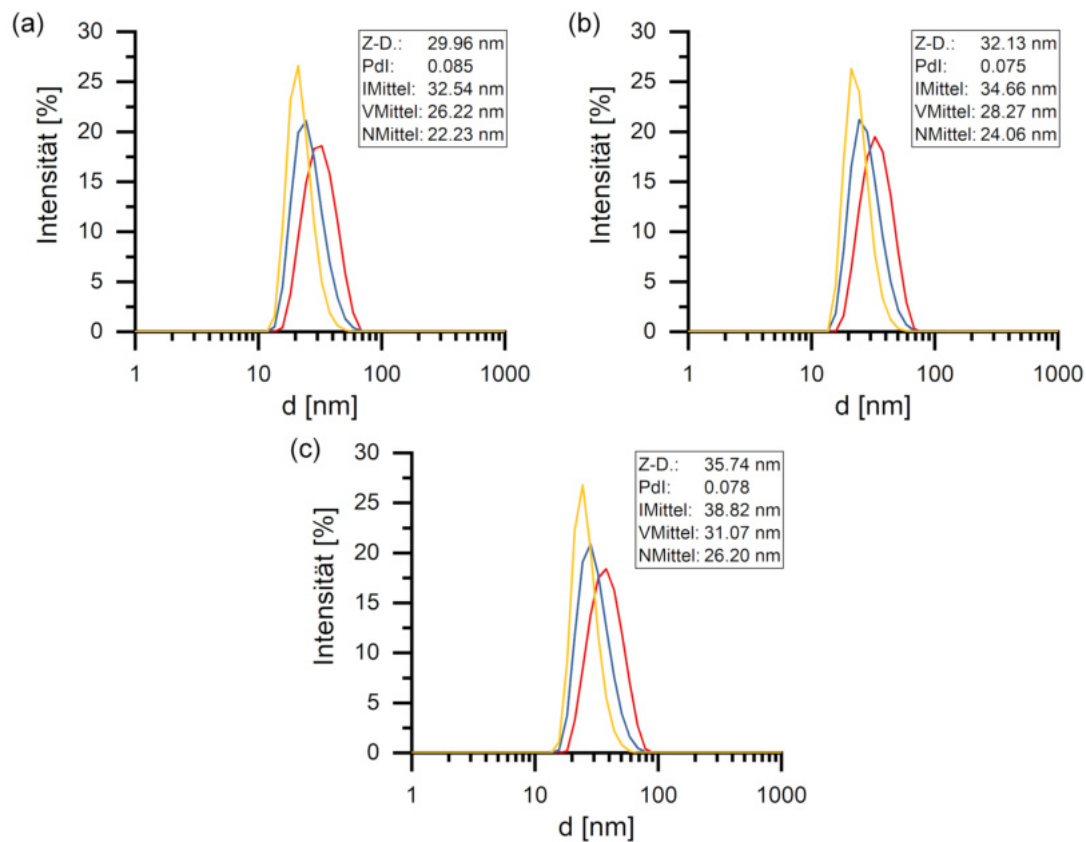 (a)
Intensität [%]
30
25
20
15
10
5
0
1 10 100 1000
d [nm]
Z-D.: 29.96 nm
PdI: 0.085
IMittel: 32.54 nm
VMittel: 26.22 nm
NMittel: 22.23 nm
(b)
Intensität [%]
30
25
20
15
10
5
0
1 10 100 1000
d [nm]
Z-D.: 32.13 nm
PdI: 0.075
IMittel: 34.66 nm
VMittel: 28.27 nm
NMittel: 24.06 nm
(c)
Intensität [%]
30
25
20
15
10
5
0
1 10 100 1000
d [nm]
Z-D.: 35.74 nm
PdI: 0.078
IMittel: 38.82 nm
VMittel: 31.07 nm
NMittel: 26.20 nm